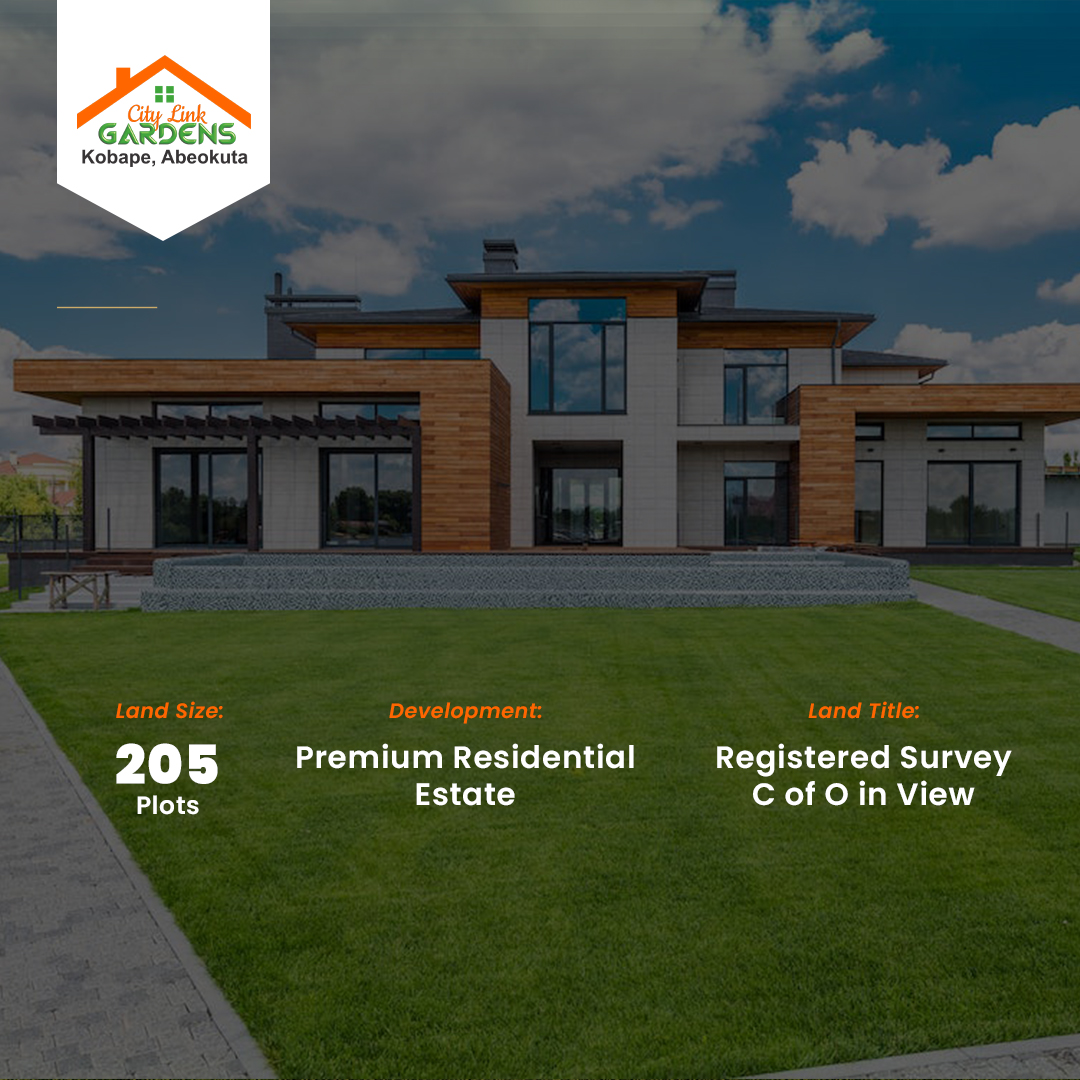 City Link
GARDENS
Kobape, Abeokuta
Land Size:
205
Plots
Development:
Premium Residential
Estate
Land Title:
Registered Survey
C of O in View